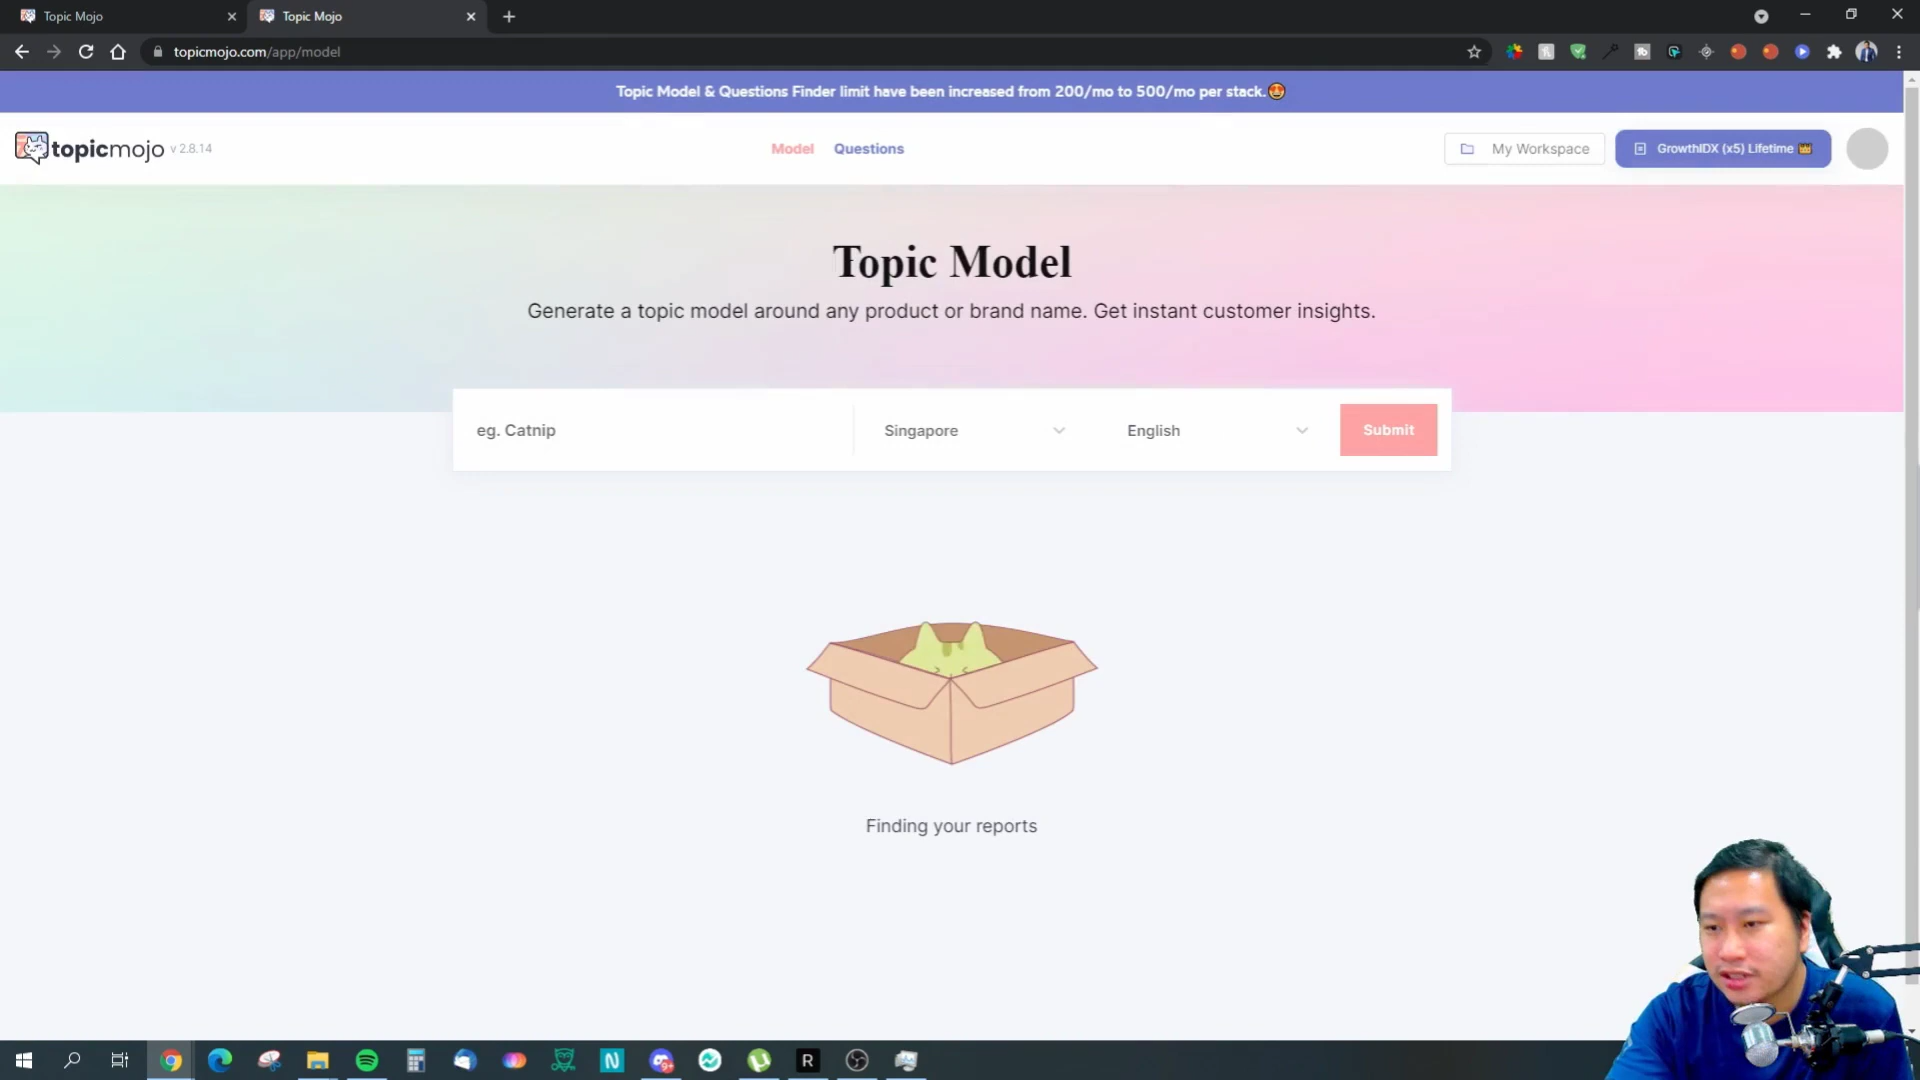 Topic Mojo
Topic Mojo
topicmojo.com/app/model
Topic Model & Questions Finder limit have been increased from 200/mo to 500/mo per stack.😍
topicmojo v 2.8.14
Model
Questions
My Workspace
GrowthIDX (x5) Lifetime 👑
Topic Model
Generate a topic model around any product or brand name. Get instant customer insights.
eg. Catnip
Singapore
English
Submit
Finding your reports